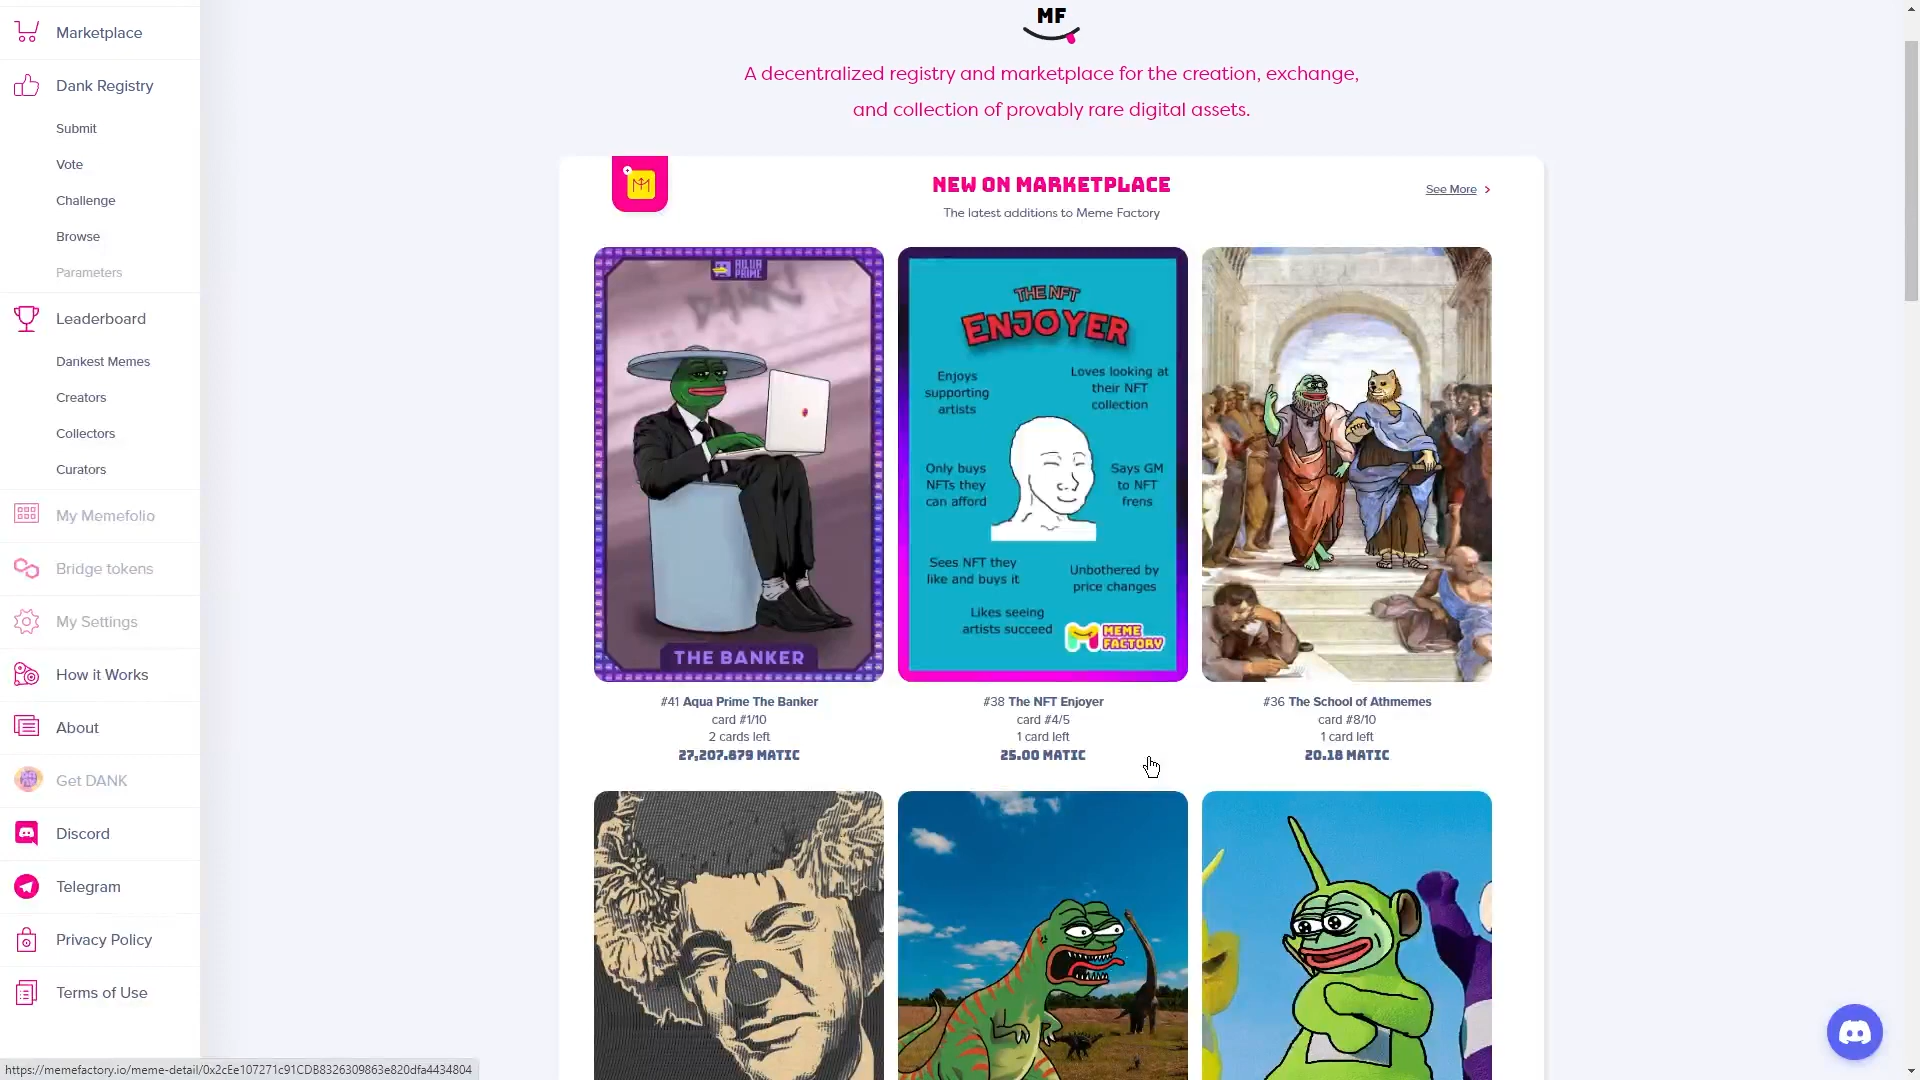 Marketplace
Dank Registry
Submit
Vote
Challenge
Browse
Parameters
Leaderboard
Dankest Memes
Creators
Collectors
Curators
My Memefolio
Bridge tokens
My Settings
How it Works
About
Get DANK
Discord
Telegram
Privacy Policy
Terms of Use
MF
A decentralized registry and marketplace for the creation, exchange,
and collection of provably rare digital assets.
NEW ON MARKETPLACE
The latest additions to Meme Factory
See More
AQUA
PRIME
DANK
THE BANKER
#41 Aqua Prime The Banker
card #1/10
2 cards left
27,207.879 MATIC
THE NFT
ENJOYER
Enjoys
supporting
artists
Loves looking at
their NFT
collection
Only buys
NFTs they
can afford
Says GM
to NFT
frens
Sees NFT they
like and buys it
Unbothered by
price changes
Likes seeing
artists succeed
MEME
FACTORY
#38 The NFT Enjoyer
card #4/5
1 card left
25.00 MATIC
#36 The School of Athmemes
card #8/10
1 card left
20.18 MATIC
https://memefactory.io/meme-detail/0x2cEe107271c91CDB8326309863e820dfa4434804